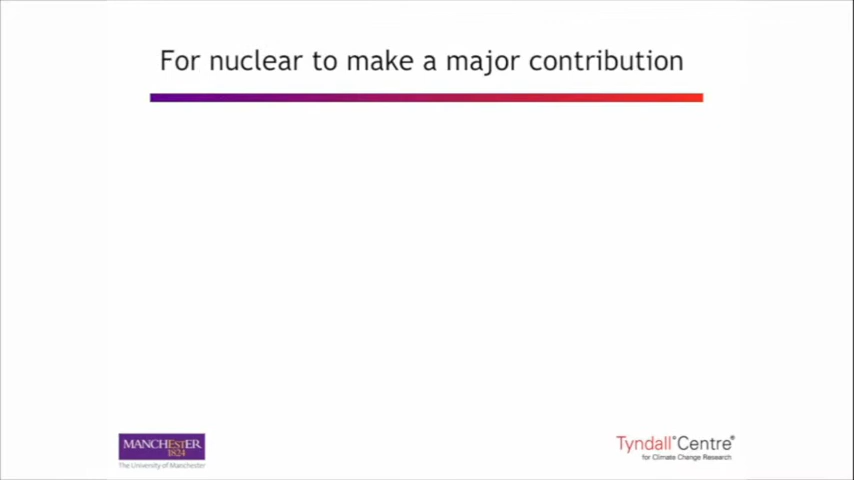 For nuclear to make a major contribution
MANCHESTER
1824
The University of Manchester
Tyndall°Centre®
for Climate Change Research